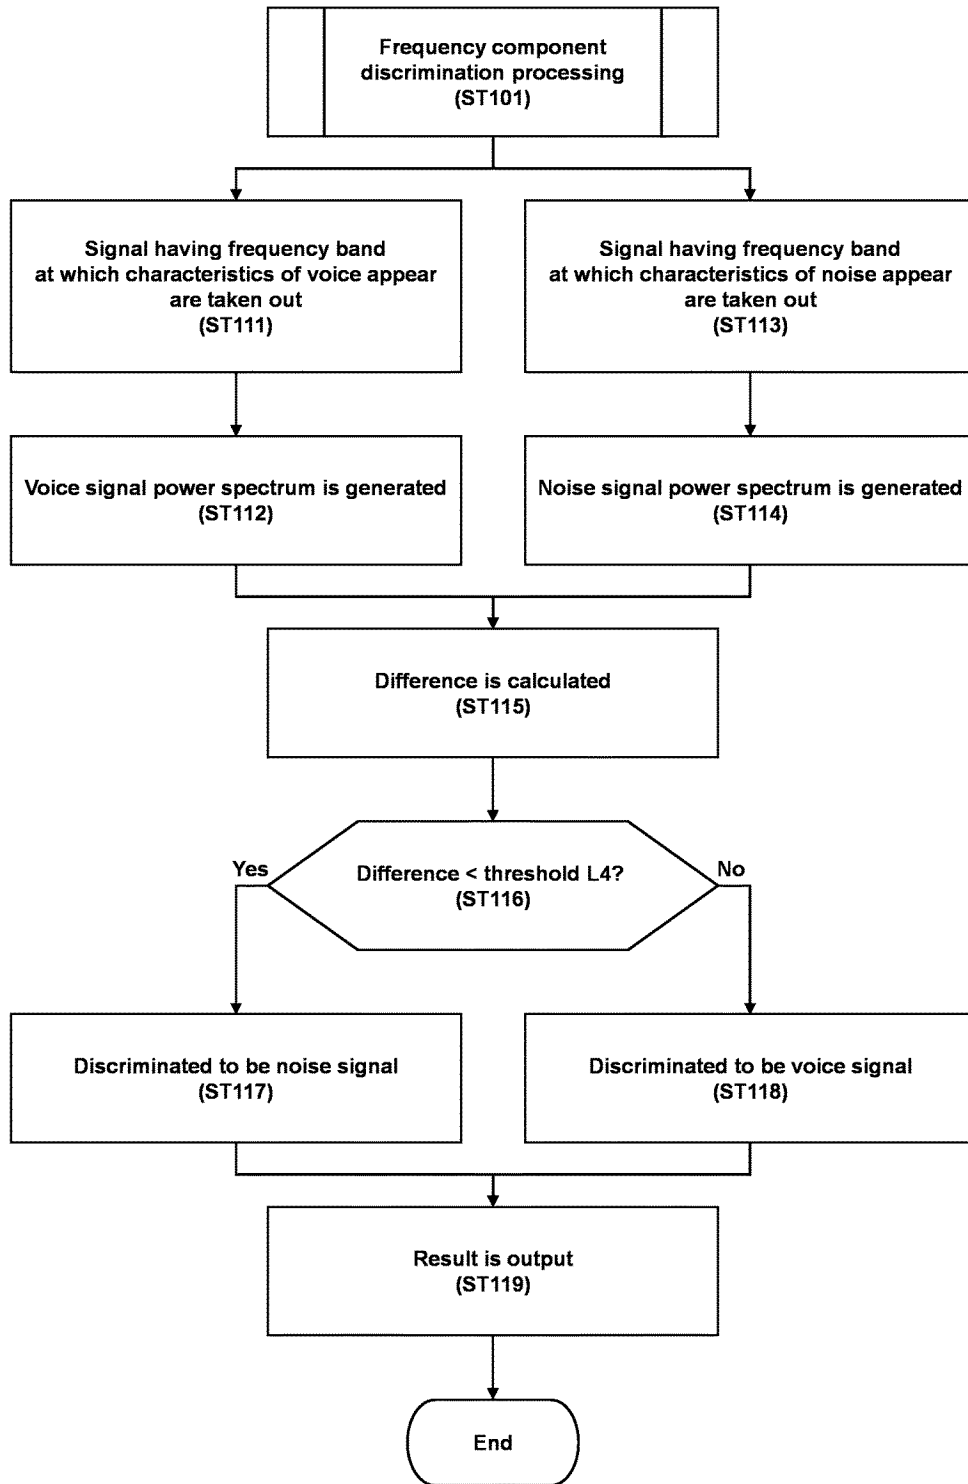 Frequency component
discrimination processing
(ST101)
Signal having frequency band
at which characteristics of voice appear
are taken out
(ST111)
Signal having frequency band
at which characteristics of noise appear
are taken out
(ST113)
Voice signal power spectrum is generated
(ST112)
Noise signal power spectrum is generated
(ST114)
Difference is calculated
(ST115)
Yes
Difference < threshold L4?
(ST116)
No
Discriminated to be noise signal
(ST117)
Discriminated to be voice signal
(ST118)
Result is output
(ST119)
End